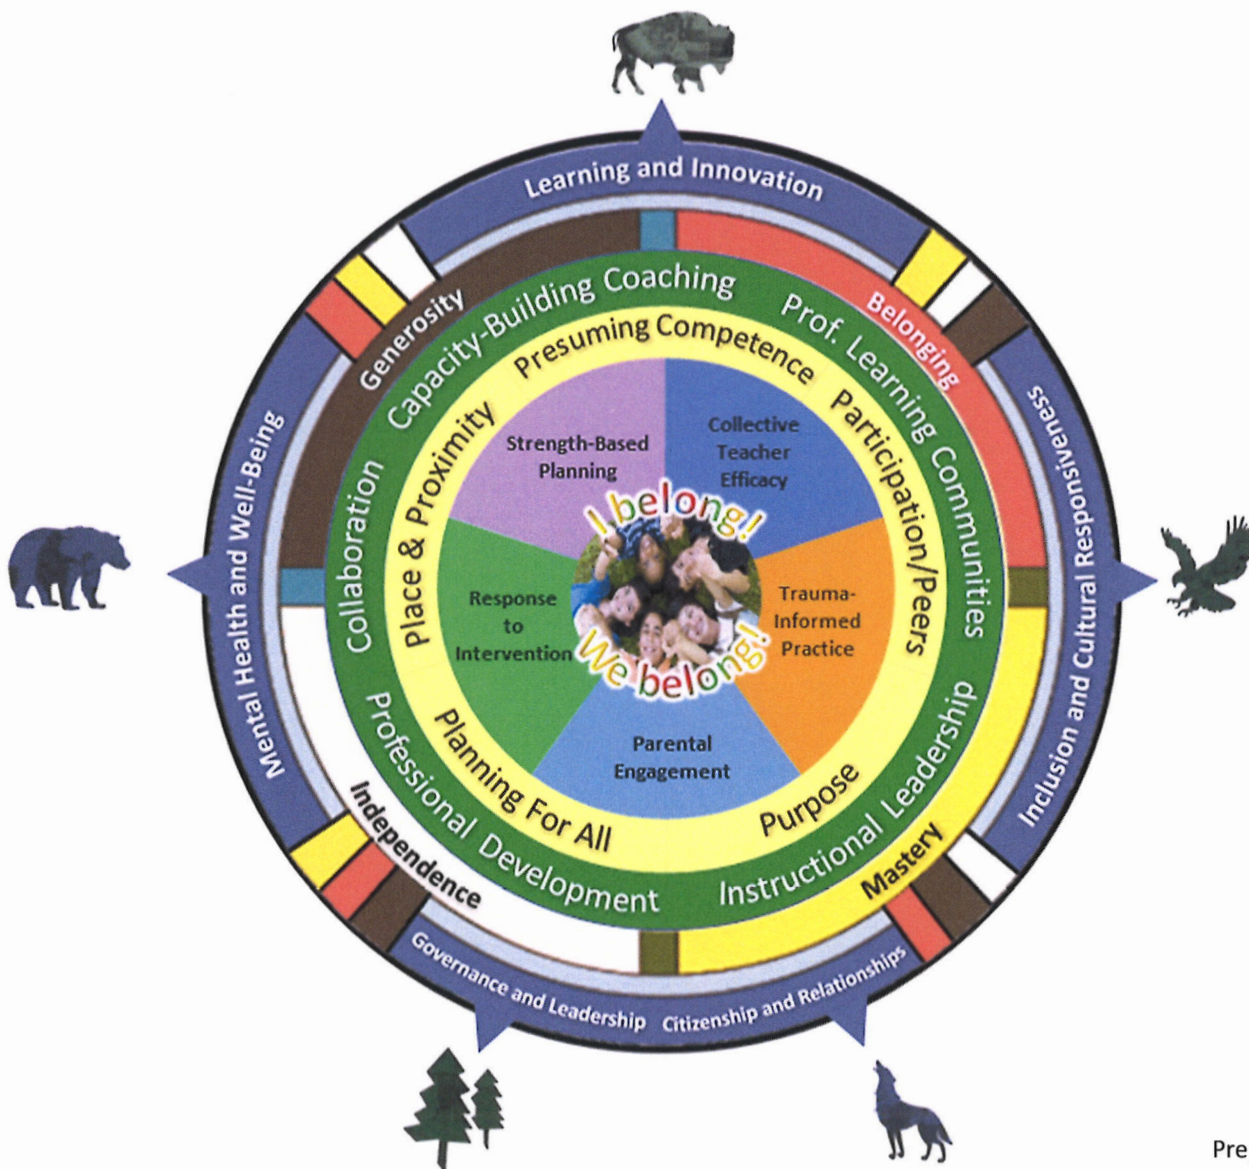 Learning and Innovation
Inclusion and Cultural Responsiveness
Citizenship and Relationships
Governance and Leadership
Mental Health and Well-Being
Generosity
Belonging
Mastery
Independence
Capacity-Building Coaching
Prof. Learning Communities
Instructional Leadership
Professional Development
Collaboration
Presuming Competence
Participation/Peers
Purpose
Planning For All
Place & Proximity
Strength-Based
Planning
Collective
Teacher
Efficacy
Trauma-
Informed
Practice
Parental
Engagement
Response
to
Intervention
I belong!
We belong!
Pre